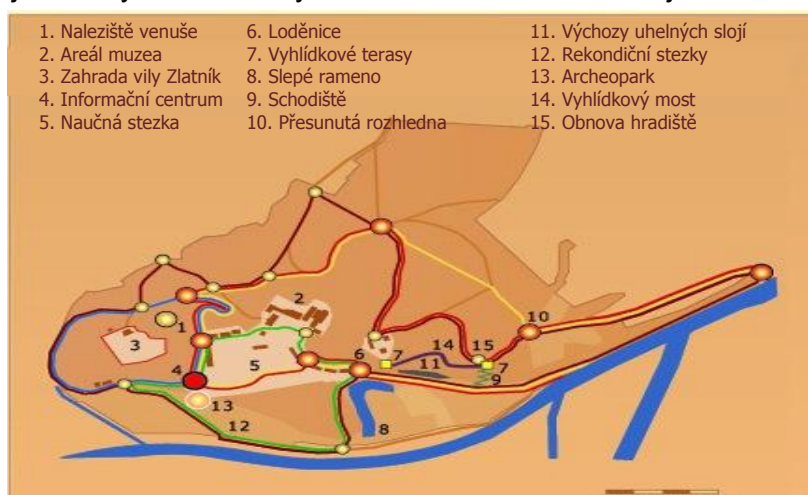 1. Naleziště venuše
2. Areál muzea
3. Zahrada vily Zlatník
4. Informační centrum
5. Naučná stezka
6. Loděnice
7. Vyhlídkové terasy
8. Slepé rameno
9. Schodiště
10. Přesunutá rozhledna
11. Výchozy uhelných slojí
12. Rekondiční stezky
13. Archeopark
14. Vyhlídkový most
15. Obnova hradiště
2
10
1
3
14
15
6
7
7
5
11
4
9
13
12
8